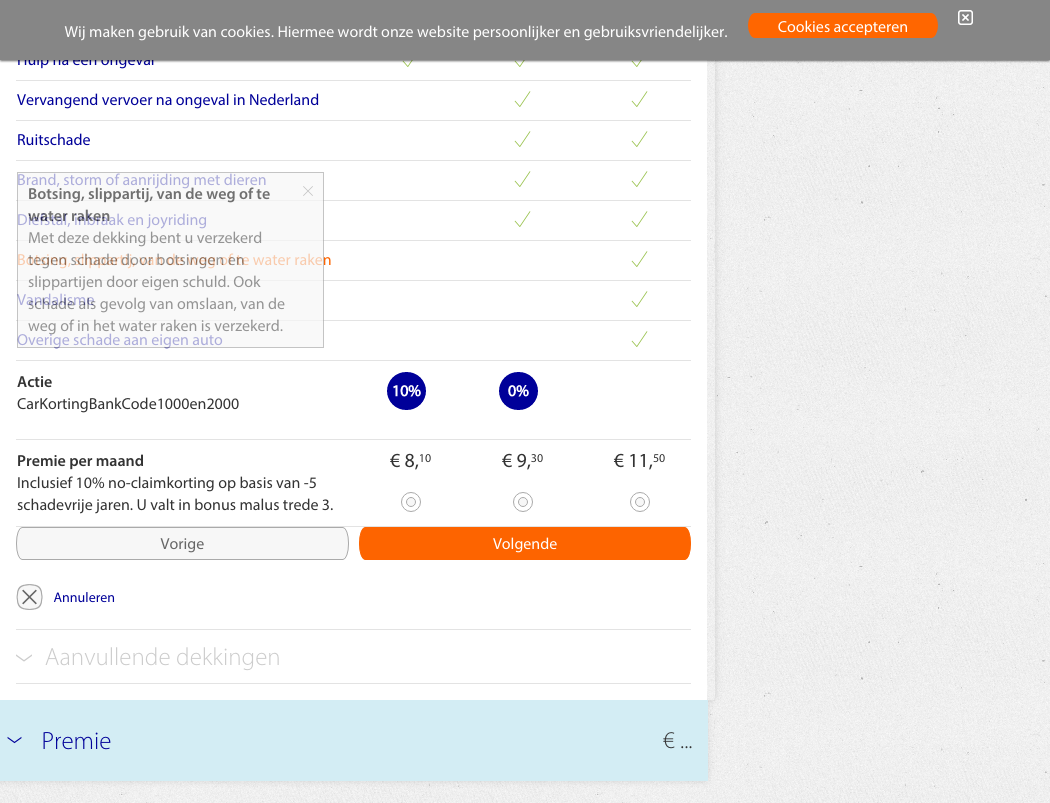 Wij maken gebruik van cookies. Hiermee wordt onze website persoonlijker en gebruiksvriendelijker.
Cookies accepteren
Hulp na een ongeval
Vervangend vervoer na ongeval in Nederland
Ruitschade
Brand, storm of aanrijding met dieren
Botsing, slippartij, van de weg of te
water raken
Diefstal, inbraak en joyriding
Met deze dekking bent u verzekerd
Botsing, slippartij, van de weg of te water raken
tegen schade door botsingen en
slippartijen door eigen schuld. Ook
Vandalisme
schade als gevolg van omslaan, van de
weg of in het water raken is verzekerd.
Overige schade aan eigen auto
Actie
CarKortingBankCode1000en2000
10%
0%
Premie per maand
€ 8,10
€ 9,30
€ 11,50
Inclusief 10% no-claimkorting op basis van -5
schadevrije jaren. U valt in bonus malus trede 3.
Vorige
Volgende
Annuleren
Aanvullende dekkingen
Premie
€ ...